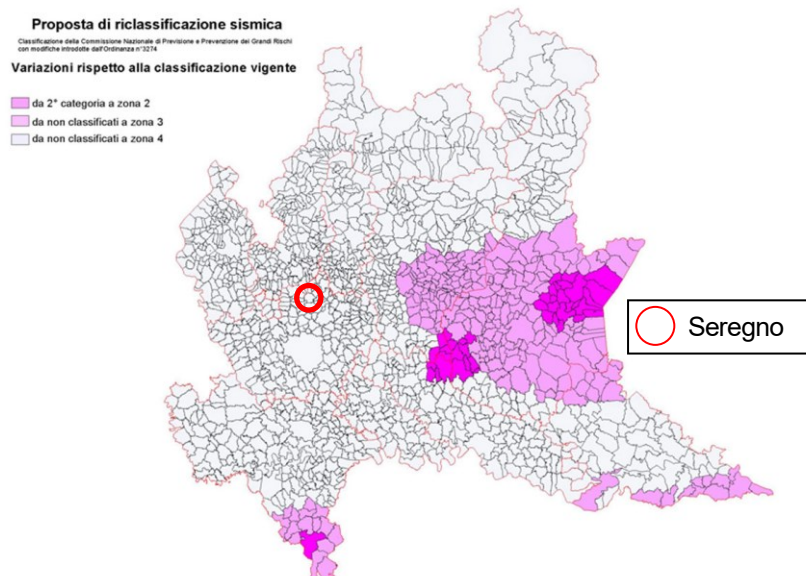 Proposta di riclassificazione sismica
Classificazione della Commissione Nazionale di Previsione e Prevenzione dei Grandi Rischi
con modifiche introdotte dall'Ordinanza n°3274
Variazioni rispetto alla classificazione vigente
da 2° categoria a zona 2
da non classificati a zona 3
da non classificati a zona 4
Seregno